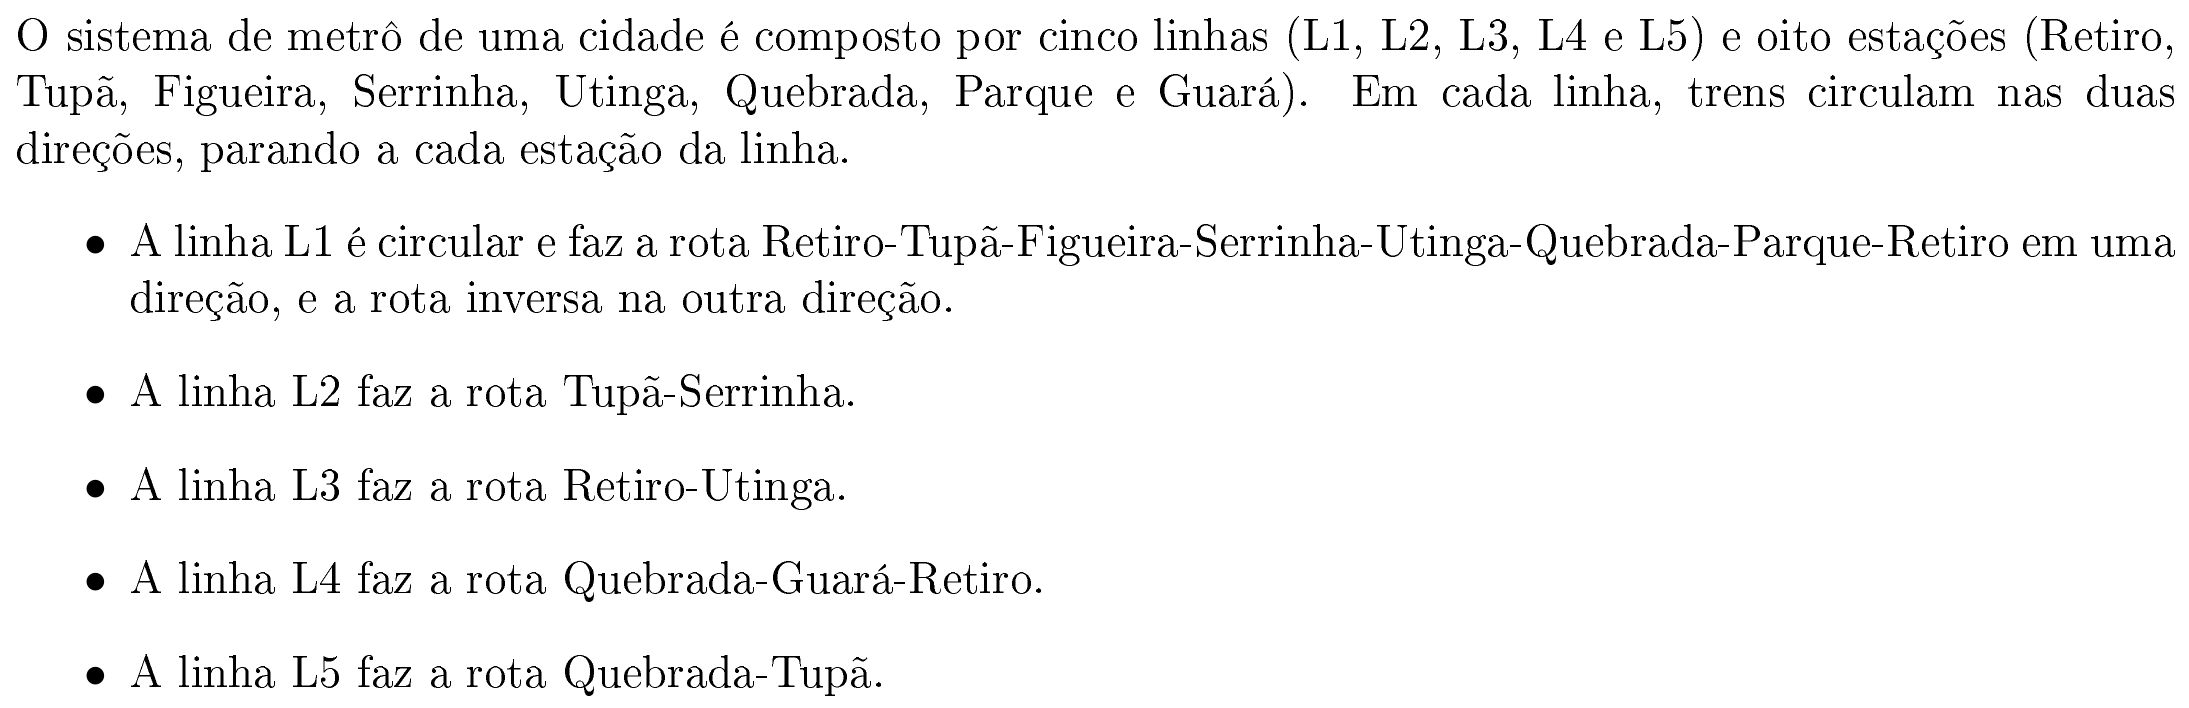 O sistema de metrô de uma cidade é composto por cinco linhas (L1, L2, L3, L4 e L5) e oito estações (Retiro,
Tupã, Figueira, Serrinha, Utinga, Quebrada, Parque e Guará). Em cada linha, trens circulam nas duas
direções, parando a cada estação da linha.
• A linha L1 é circular e faz a rota Retiro-Tupã-Figueira-Serrinha-Utinga-Quebrada-Parque-Retiro em uma
direção, e a rota inversa na outra direção.
• A linha L2 faz a rota Tupã-Serrinha.
• A linha L3 faz a rota Retiro-Utinga.
• A linha L4 faz a rota Quebrada-Guará-Retiro.
• A linha L5 faz a rota Quebrada-Tupã.